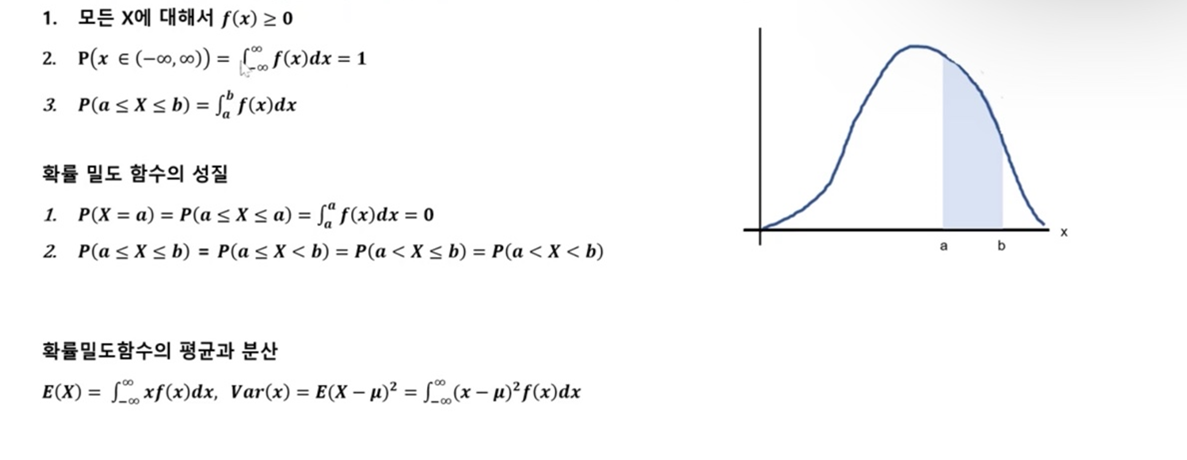 1. 모든 X에 대해서 f(x) ≥ 0
2. P(x ∈ (−∞, ∞)) = ∫_{−∞}^{∞} f(x)dx = 1
3. P(a ≤ X ≤ b) = ∫_a^b f(x)dx
확률 밀도 함수의 성질
1. P(X = a) = P(a ≤ X ≤ a) = ∫_a^a f(x)dx = 0
2. P(a ≤ X ≤ b) = P(a ≤ X < b) = P(a < X ≤ b) = P(a < X < b)
확률밀도함수의 평균과 분산
E(X) = ∫_{−∞}^{∞} xf(x)dx, Var(x) = E(X − μ)² = ∫_{−∞}^{∞} (x − μ)² f(x)dx
x
a b